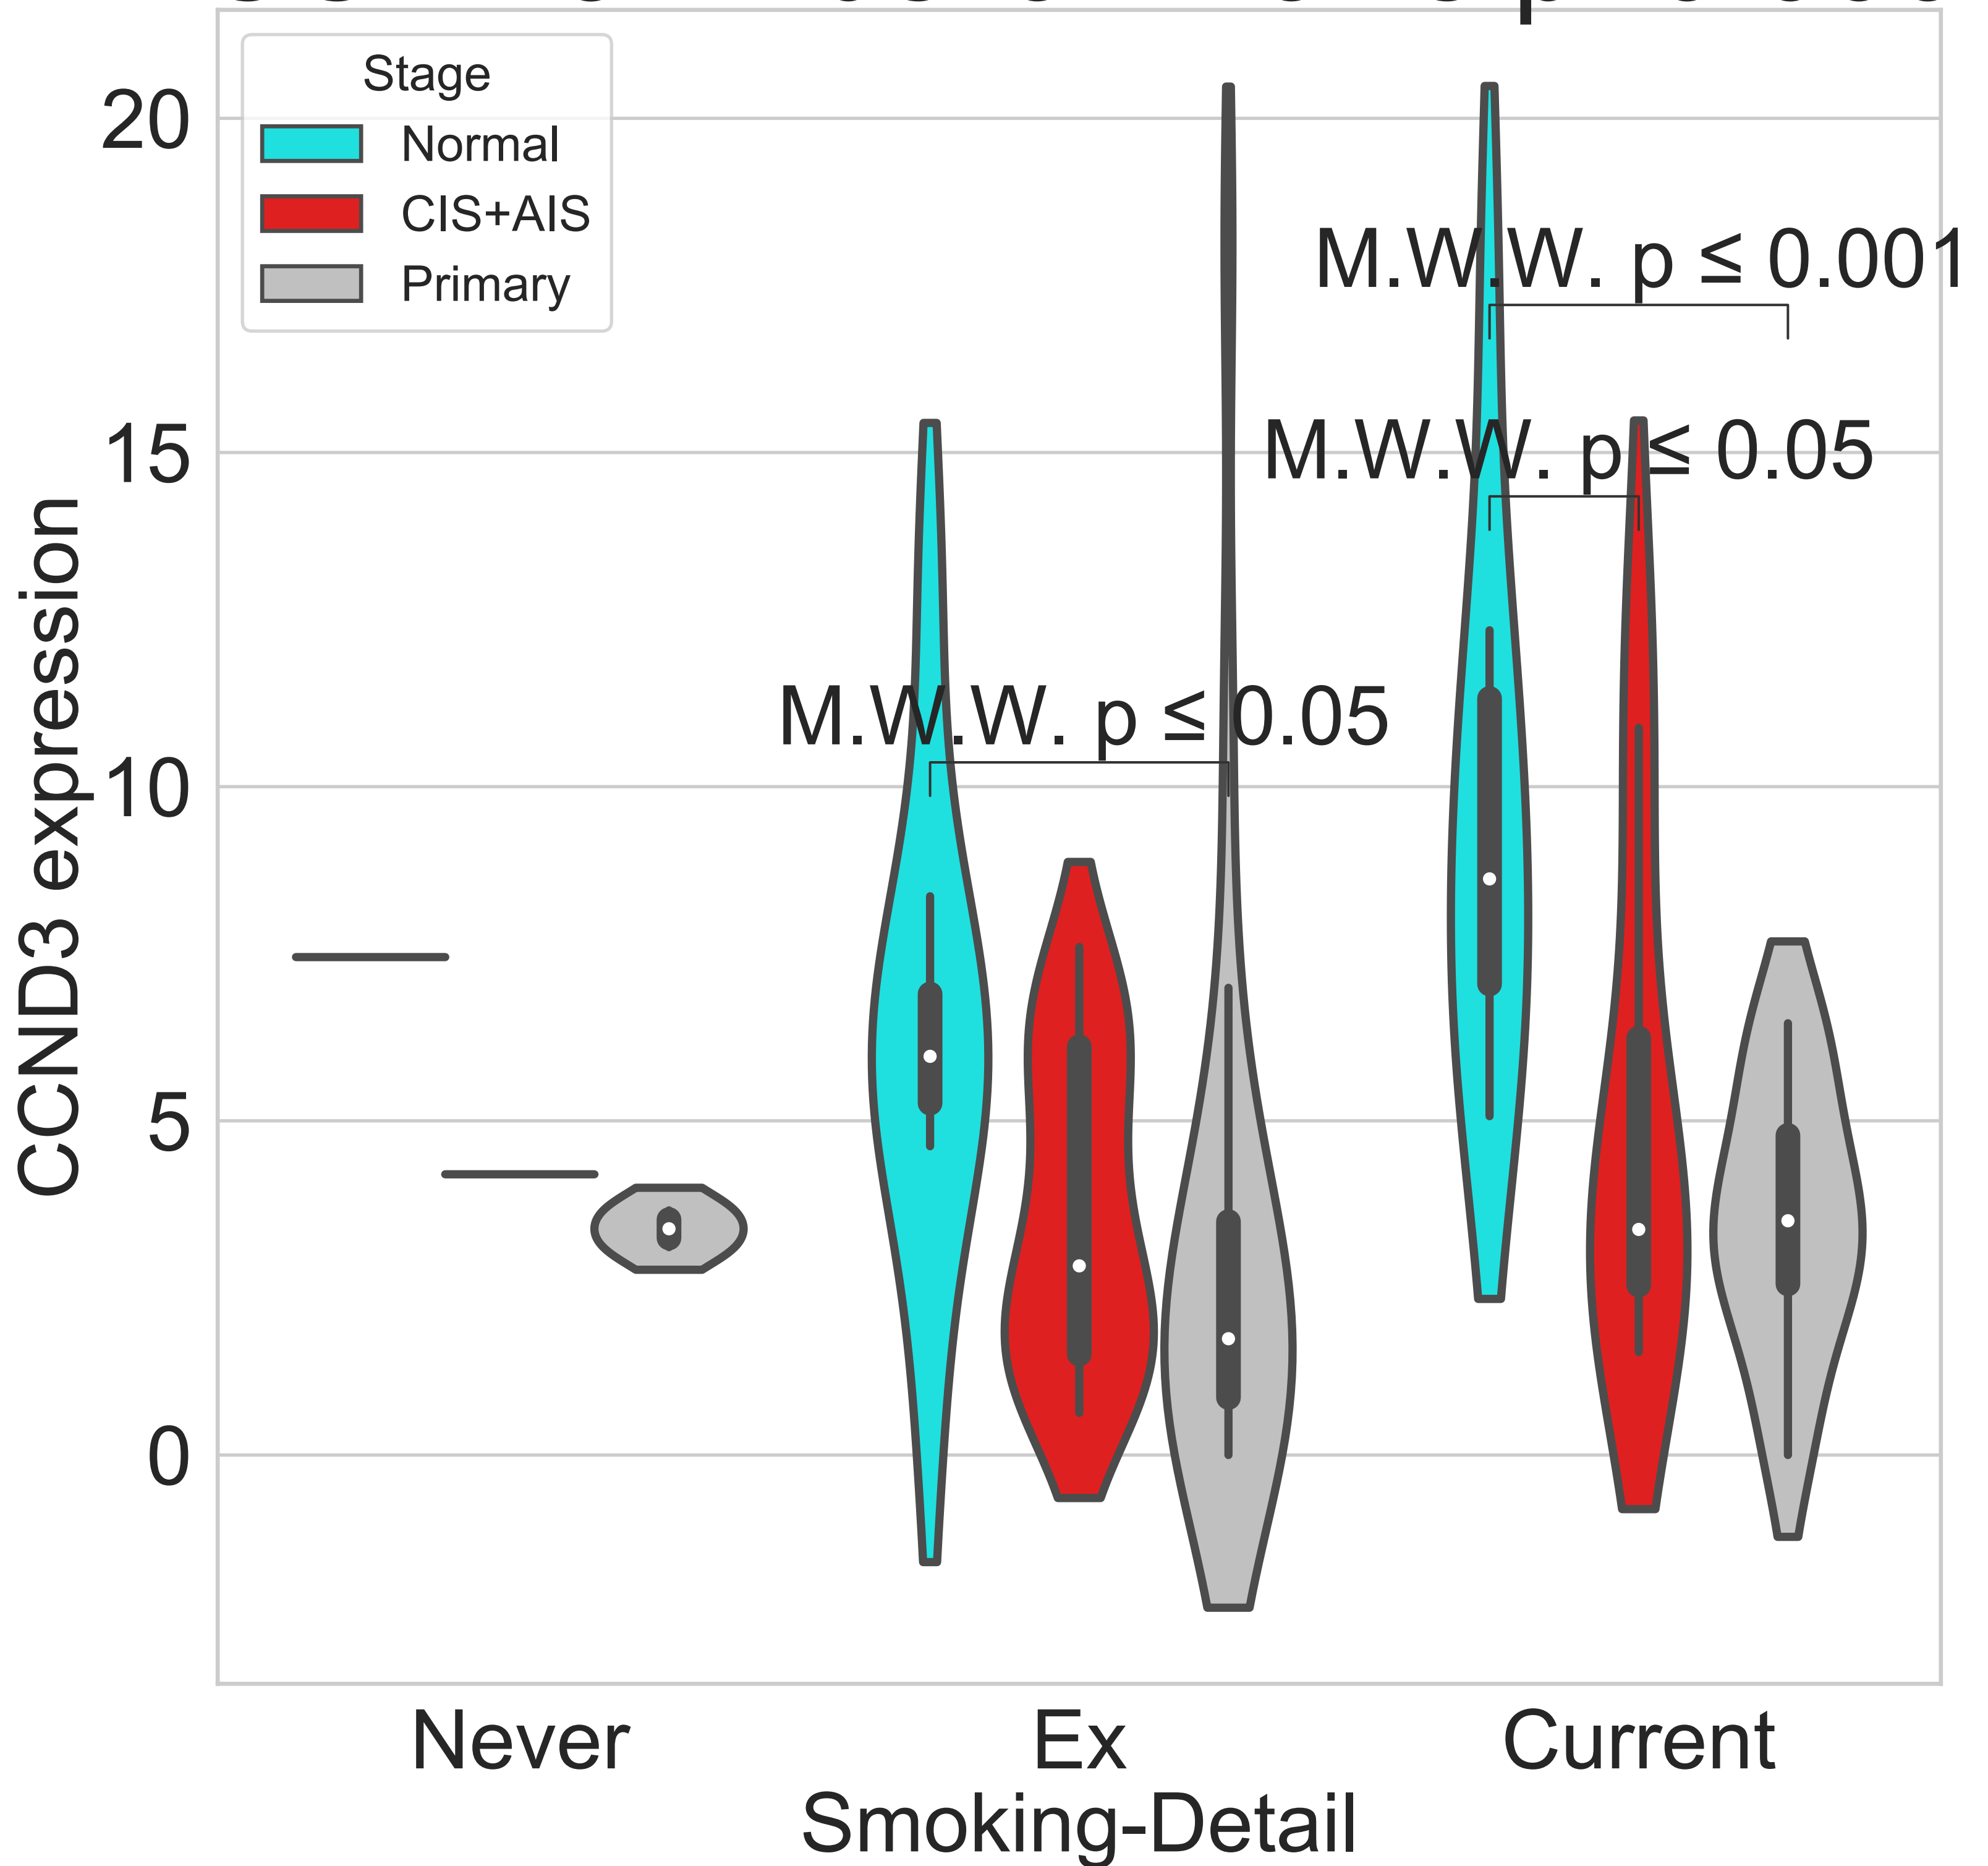 Stage
Normal
CIS+AIS
Primary
20
15
10
5
0
CCND3 expression
M.W.W. p ≤ 0.001
M.W.W. p ≤ 0.05
M.W.W. p ≤ 0.05
Never
Ex
Current
Smoking-Detail